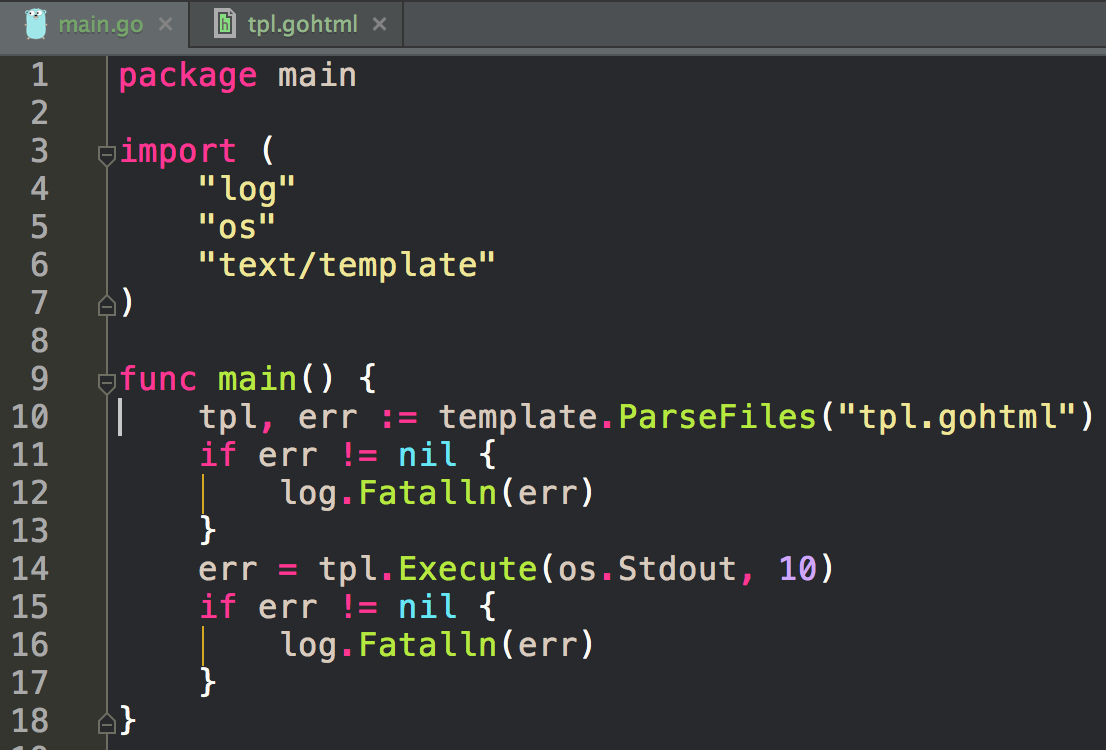 main.go × tpl.gohtml ×
1 package main
2
3 import (
4     "log"
5     "os"
6     "text/template"
7 )
8
9 func main() {
10     tpl, err := template.ParseFiles("tpl.gohtml")
11     if err != nil {
12         log.Fatalln(err)
13     }
14     err = tpl.Execute(os.Stdout, 10)
15     if err != nil {
16         log.Fatalln(err)
17     }
18 }